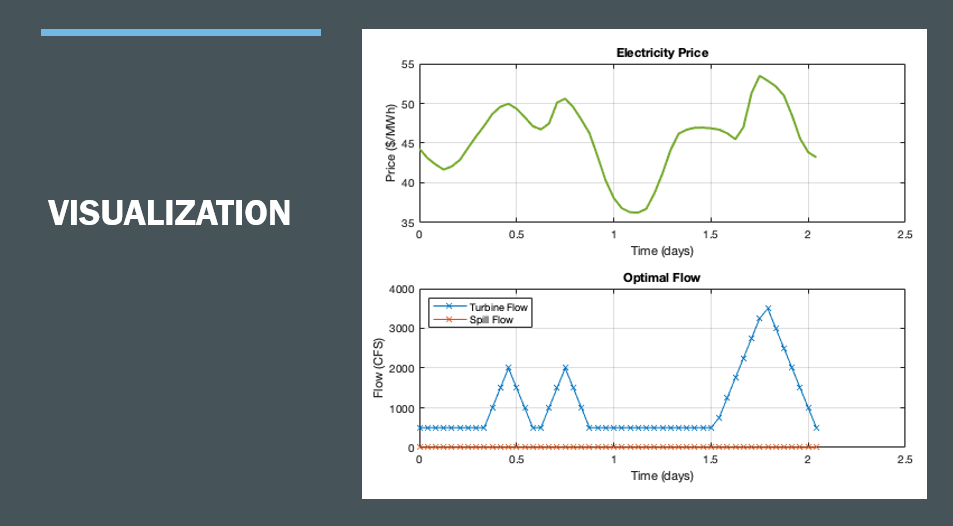 VISUALIZATION
Electricity Price
55
50
45
40
35
Price ($/MWh)
0 0.5 1 1.5 2 2.5
Time (days)
Optimal Flow
4000
3000
2000
1000
0
Flow (CFS)
Turbine Flow
Spill Flow
0 0.5 1 1.5 2 2.5
Time (days)